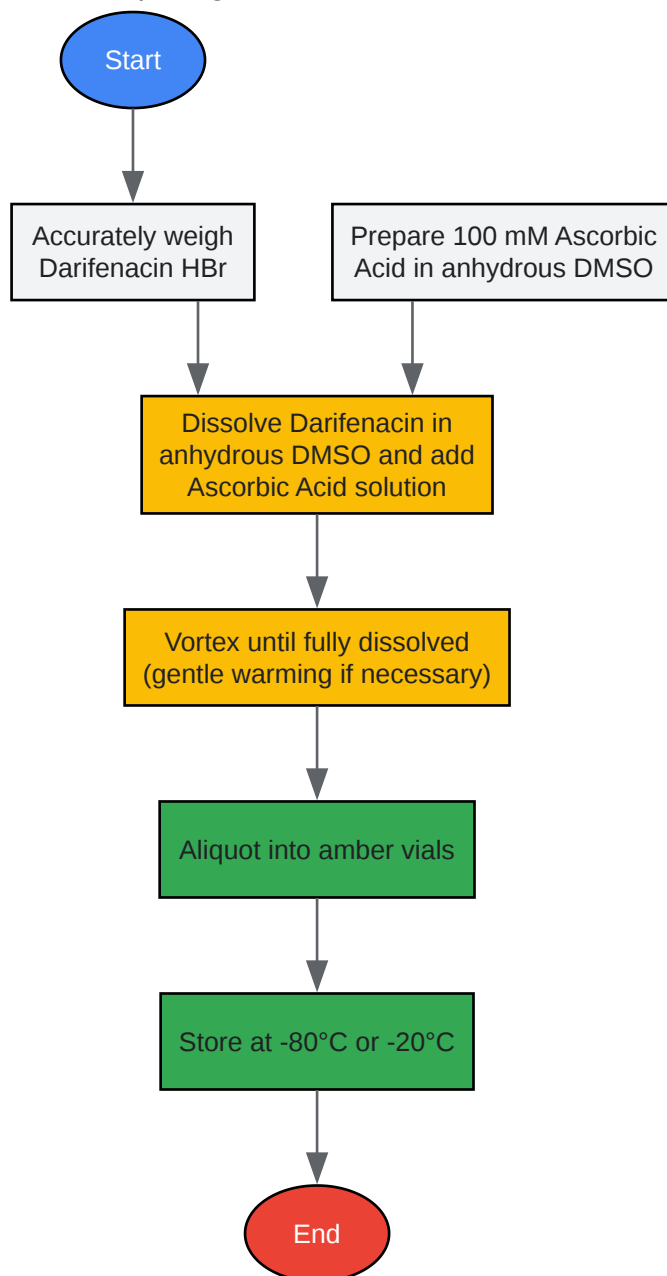 Start
Accurately weigh
Darifenacin HBr
Prepare 100 mM Ascorbic
Acid in anhydrous DMSO
Dissolve Darifenacin in
anhydrous DMSO and add
Ascorbic Acid solution
Vortex until fully dissolved
(gentle warming if necessary)
Aliquot into amber vials
Store at -80°C or -20°C
End